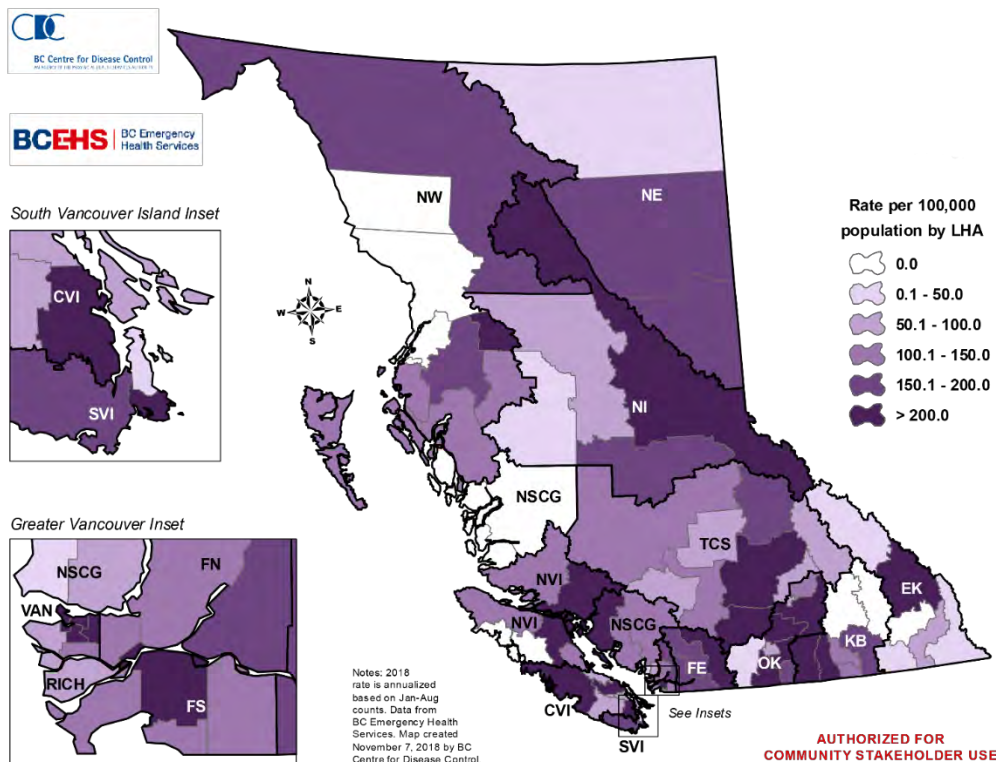 CDC
BC Centre for Disease Control
BCEHS
BC Emergency
Health Services
South Vancouver Island Inset
CVI
SVI
Greater Vancouver Inset
NSCG
FN
VAN
RICH
FS
NW
NE
N
W
E
S
NI
NSCG
TCS
NVI
NVI
NSCG
EK
KB
FE
OK
CVI
SVI
See Insets
Rate per 100,000
population by LHA
0.0
0.1 - 50.0
50.1 - 100.0
100.1 - 150.0
150.1 - 200.0
> 200.0
Notes: 2018
rate is annualized
based on Jan-Aug
counts. Data from
BC Emergency Health
Services. Map created
November 7, 2018 by BC
Centre for Disease Control
AUTHORIZED FOR
COMMUNITY STAKEHOLDER USE